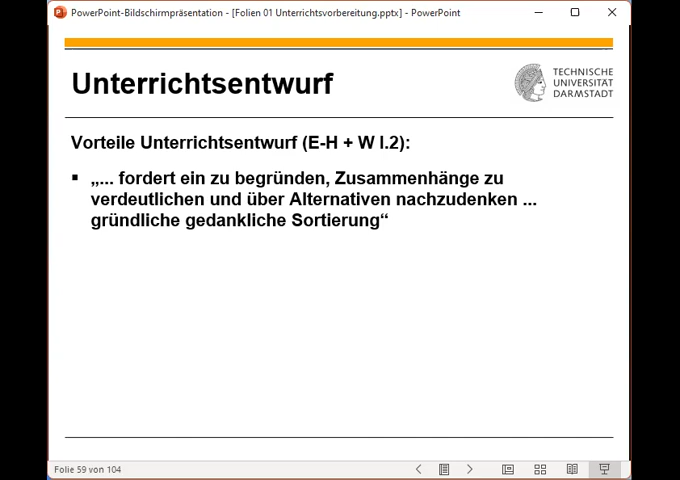 PowerPoint-Bildschirmpräsentation - [Folien 01 Unterrichtsvorbereitung.pptx] - PowerPoint
Unterrichtsentwurf
TECHNISCHE
UNIVERSITÄT
DARMSTADT
Vorteile Unterrichtsentwurf (E-H + W I.2):
▪ „... fordert ein zu begründen, Zusammenhänge zu
verdeutlichen und über Alternativen nachzudenken ...
gründliche gedankliche Sortierung“
Folie 59 von 104